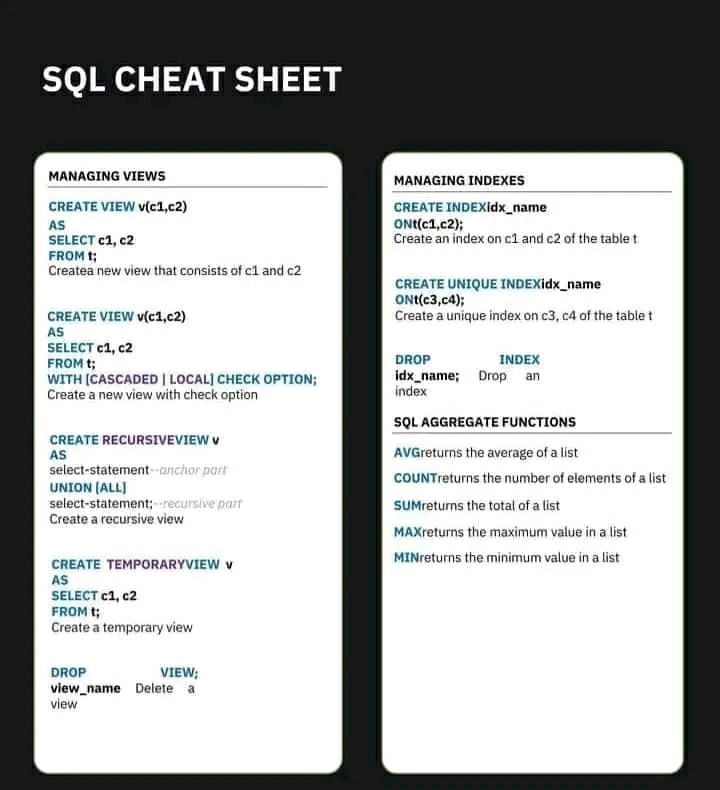 SQL CHEAT SHEET
MANAGING VIEWS
CREATE VIEW v(c1,c2)
AS
SELECT c1, c2
FROM t;
Createa new view that consists of c1 and c2
CREATE VIEW v(c1,c2)
AS
SELECT c1, c2
FROM t;
WITH [CASCADED | LOCAL] CHECK OPTION;
Create a new view with check option
CREATE RECURSIVEVIEW v
AS
select-statement--anchor part
UNION [ALL]
select-statement;--recursive part
Create a recursive view
CREATE TEMPORARYVIEW v
AS
SELECT c1, c2
FROM t;
Create a temporary view
DROP VIEW;
view_name Delete a
view
MANAGING INDEXES
CREATE INDEXidx_name
ONt(c1,c2);
Create an index on c1 and c2 of the table t
CREATE UNIQUE INDEXidx_name
ONt(c3,c4);
Create a unique index on c3, c4 of the table t
DROP INDEX
idx_name; Drop an
index
SQL AGGREGATE FUNCTIONS
AVGreturns the average of a list
COUNTreturns the number of elements of a list
SUMreturns the total of a list
MAXreturns the maximum value in a list
MINreturns the minimum value in a list